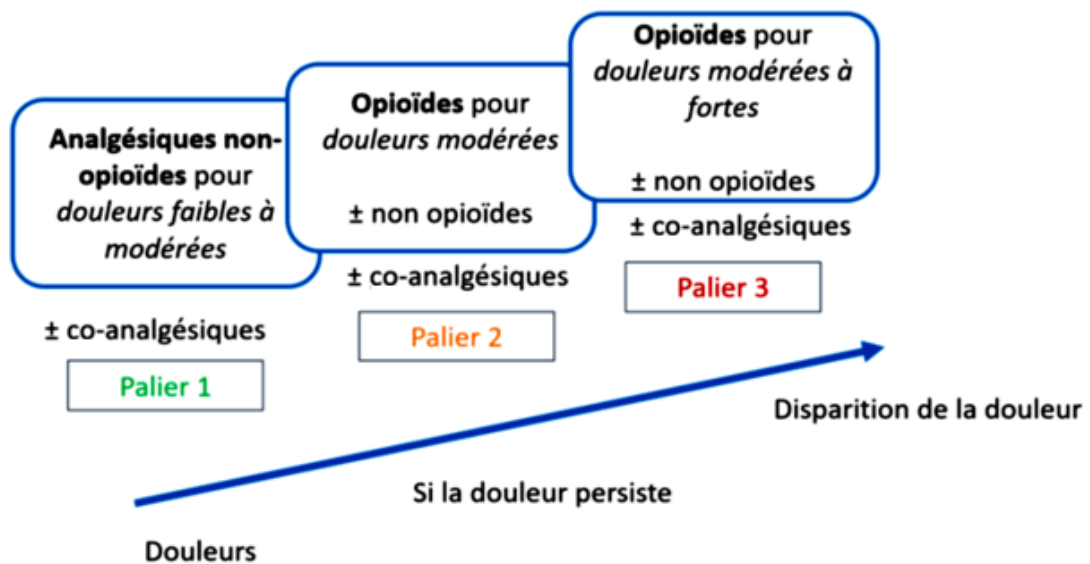 Analgésiques non-
opioïdes pour
douleurs faibles à
modérées
± co-analgésiques
Palier 1
Opioïdes pour
douleurs modérées
± non opioïdes
± co-analgésiques
Palier 2
Opioïdes pour
douleurs modérées à
fortes
± non opioïdes
± co-analgésiques
Palier 3
Disparition de la douleur
Si la douleur persiste
Douleurs